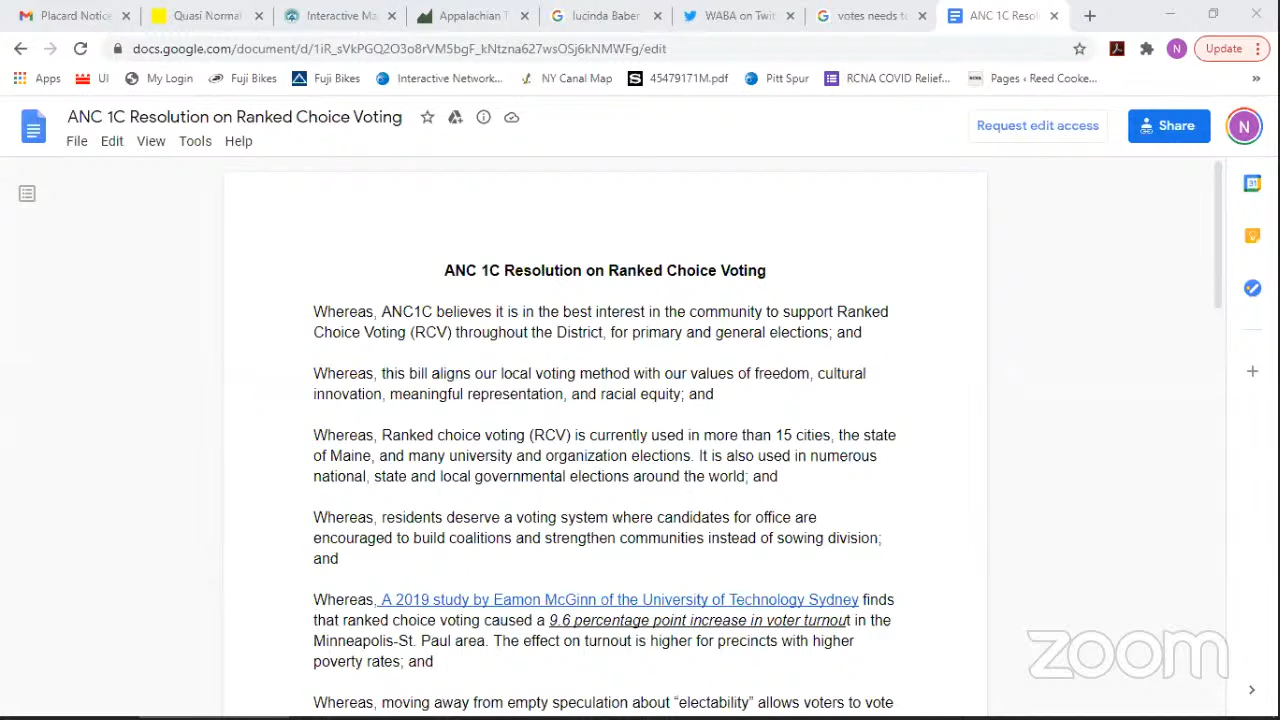 Placard Notice
Quasi Normal
Interactive Ma
Appalachian T
lucinda Baber
WABA on Twit
votes needs to
ANC 1C Resol
docs.google.com/document/d/1iR_sVkPGQ2O3o8rVM5bgF_kNtzna627wsOSj6kNMWFg/edit
N
Update
Apps
UI
My Login
Fuji Bikes
Fuji Bikes
Interactive Network...
NY Canal Map
45479171M.pdf
Pitt Spur
RCNA COVID Relief...
Pages ‹ Reed Cooke...
»
ANC 1C Resolution on Ranked Choice Voting
File Edit View Tools Help
Request edit access
Share
N
31
ANC 1C Resolution on Ranked Choice Voting
Whereas, ANC1C believes it is in the best interest in the community to support Ranked
Choice Voting (RCV) throughout the District, for primary and general elections; and
Whereas, this bill aligns our local voting method with our values of freedom, cultural
innovation, meaningful representation, and racial equity; and
Whereas, Ranked choice voting (RCV) is currently used in more than 15 cities, the state
of Maine, and many university and organization elections. It is also used in numerous
national, state and local governmental elections around the world; and
Whereas, residents deserve a voting system where candidates for office are
encouraged to build coalitions and strengthen communities instead of sowing division;
and
Whereas, A 2019 study by Eamon McGinn of the University of Technology Sydney finds
that ranked choice voting caused a 9.6 percentage point increase in voter turnout in the
Minneapolis-St. Paul area. The effect on turnout is higher for precincts with higher
poverty rates; and
Whereas, moving away from empty speculation about “electability” allows voters to vote
zoom